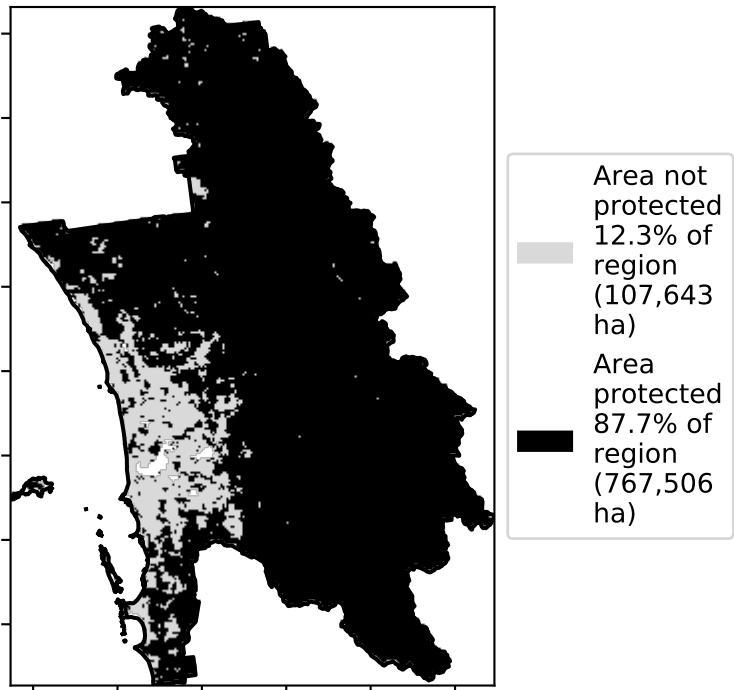 Area not
protected
12.3% of
region
(107,643
ha)
Area
protected
87.7% of
region
(767,506
ha)